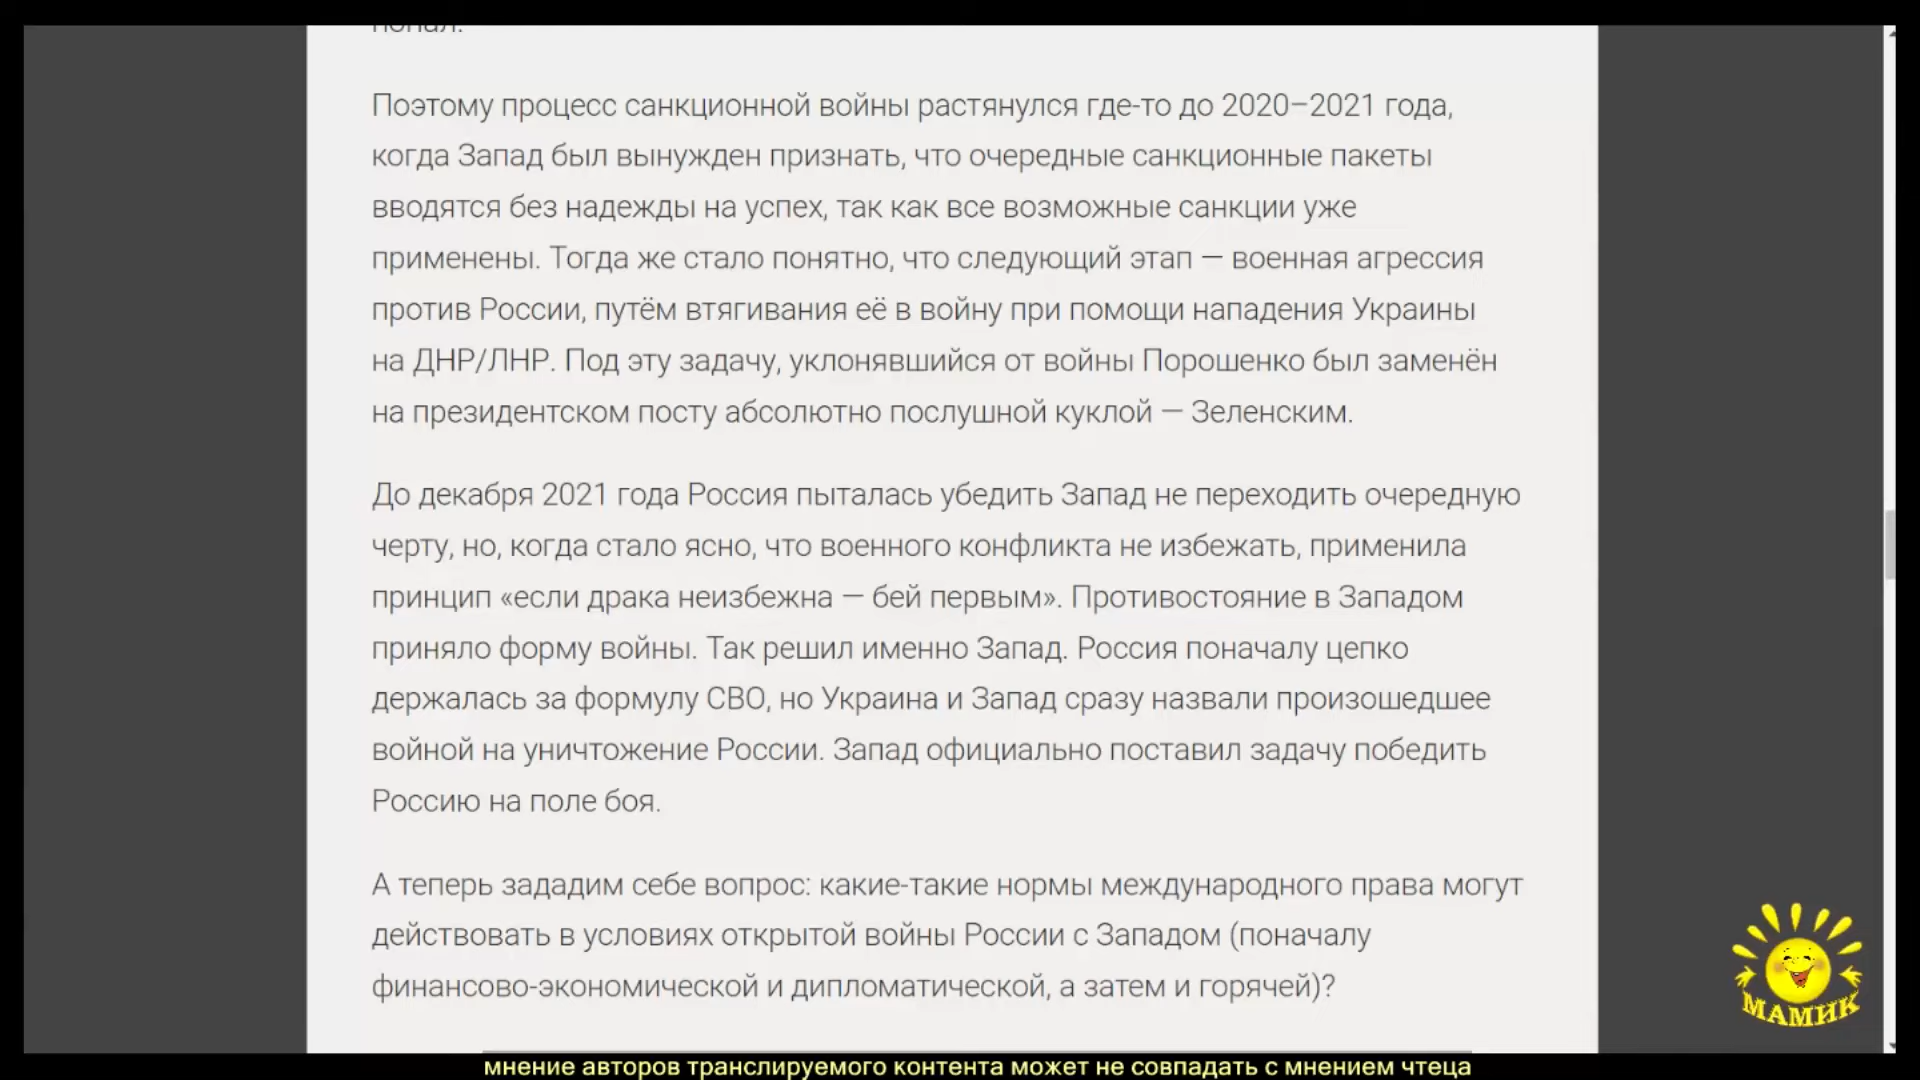 попал.
Поэтому процесс санкционной войны растянулся где-то до 2020–2021 года,
когда Запад был вынужден признать, что очередные санкционные пакеты
вводятся без надежды на успех, так как все возможные санкции уже
применены. Тогда же стало понятно, что следующий этап — военная агрессия
против России, путём втягивания её в войну при помощи нападения Украины
на ДНР/ЛНР. Под эту задачу, уклонявшийся от войны Порошенко был заменён
на президентском посту абсолютно послушной куклой — Зеленским.
До декабря 2021 года Россия пыталась убедить Запад не переходить очередную
черту, но, когда стало ясно, что военного конфликта не избежать, применила
принцип «если драка неизбежна — бей первым». Противостояние в Западом
приняло форму войны. Так решил именно Запад. Россия поначалу цепко
держалась за формулу СВО, но Украина и Запад сразу назвали произошедшее
войной на уничтожение России. Запад официально поставил задачу победить
Россию на поле боя.
А теперь зададим себе вопрос: какие-такие нормы международного права могут
действовать в условиях открытой войны России с Западом (поначалу
финансово-экономической и дипломатической, а затем и горячей)?
МАМИК
мнение авторов транслируемого контента может не совпадать с мнением чтеца